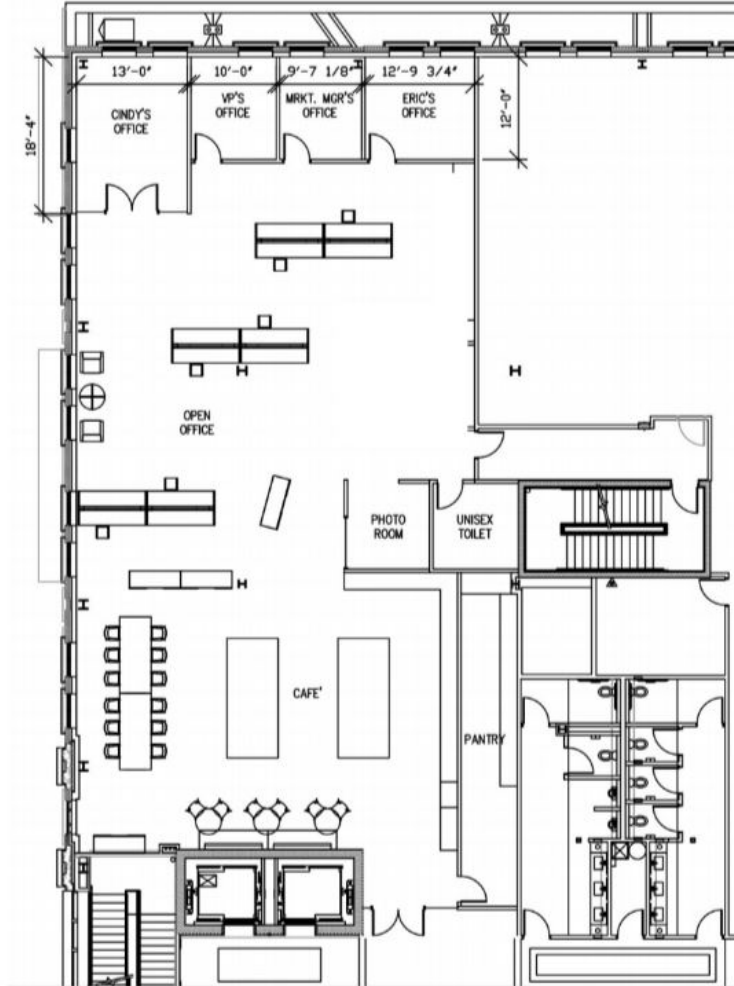 13'-0"
10'-0"
9'-7 1/8"
12'-9 3/4"
CINDY'S
OFFICE
VP'S
OFFICE
MRKT. MGR'S
OFFICE
ERIC'S
OFFICE
18'-4"
12'-0"
OPEN
OFFICE
PHOTO
ROOM
UNISEX
TOILET
CAFE'
PANTRY